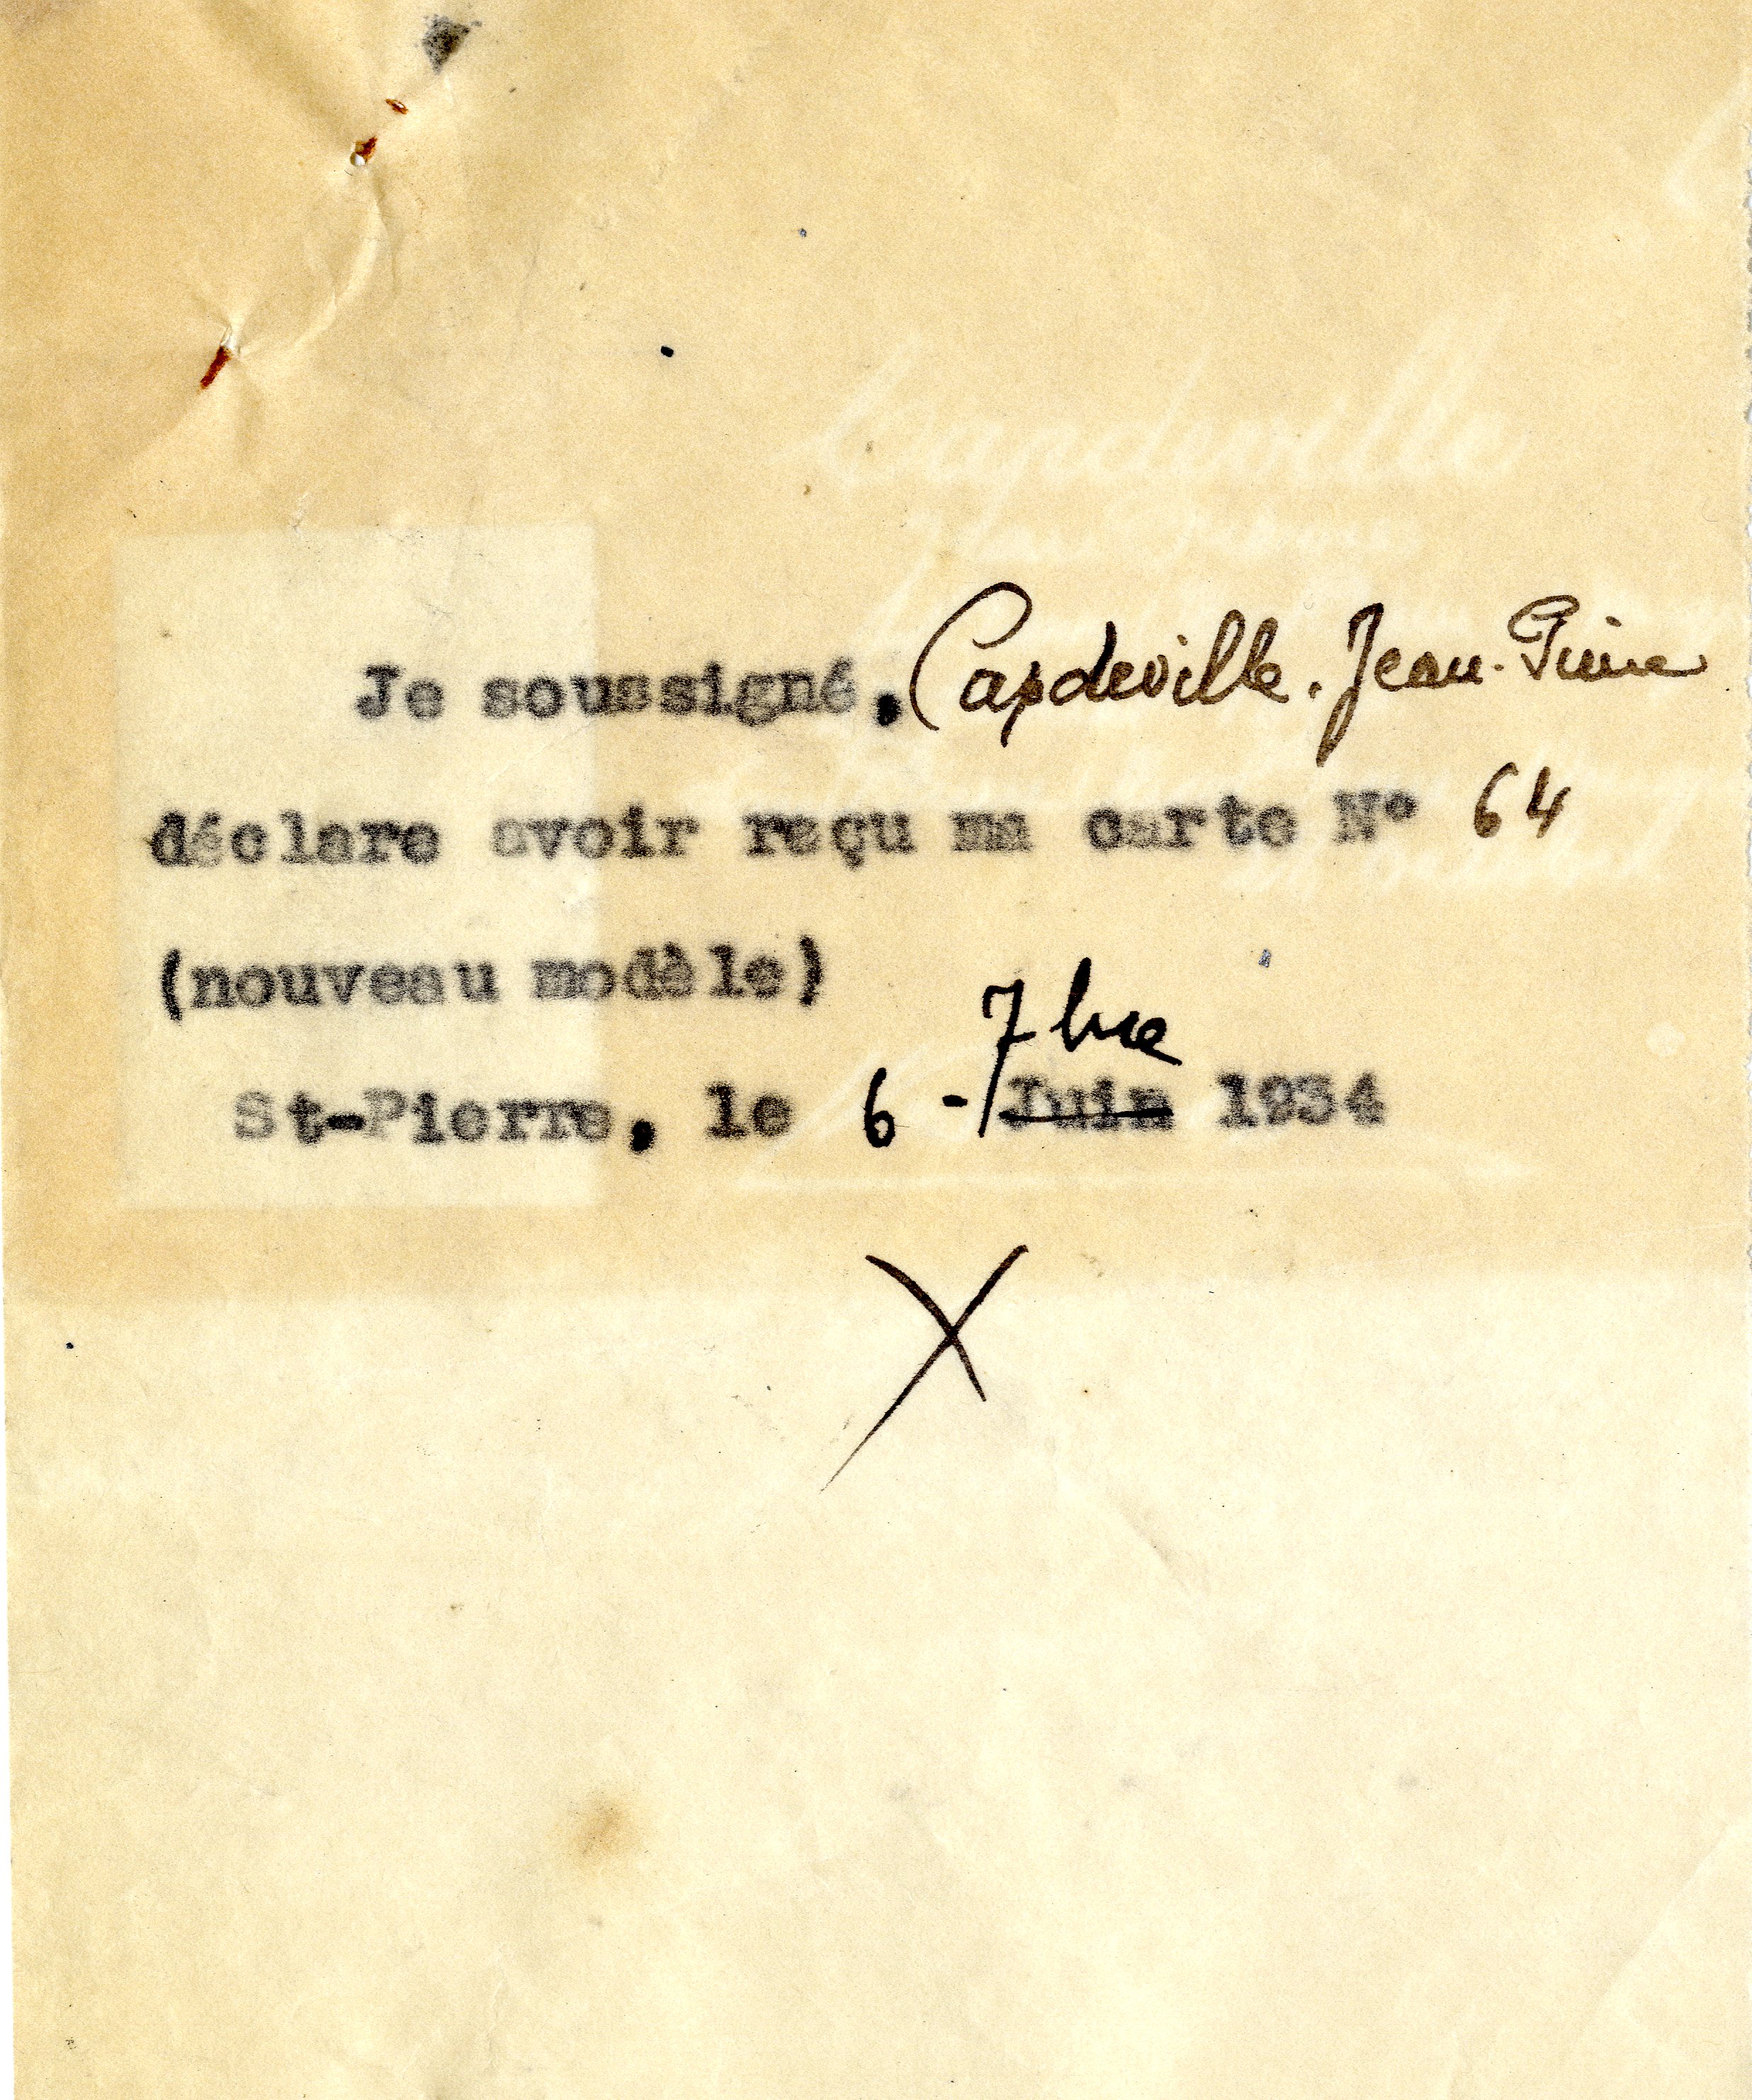 Je soussigné, Capdeville. Jean-Pierre
déclare avoir reçu ma carte N° 64
(nouveau modèle)
7bre
St-Pierre, le 6 - Juin 1934
X